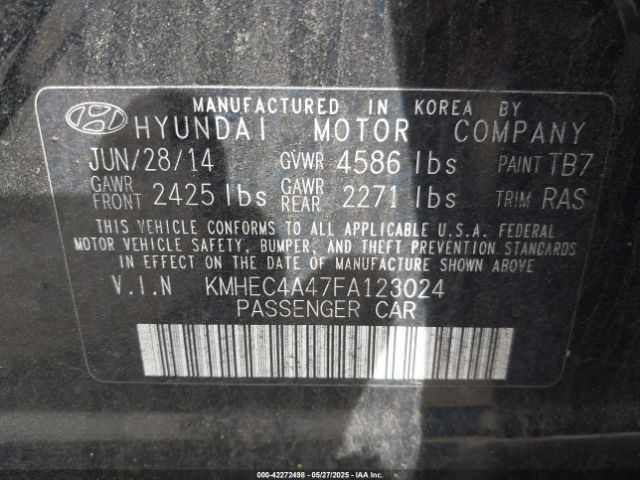 MANUFACTURED IN KOREA BY
HYUNDAI MOTOR COMPANY
JUN/28/14 GVWR 4586 lbs PAINT TB7
GAWR FRONT 2425 lbs GAWR REAR 2271 lbs TRIM RAS
THIS VEHICLE CONFORMS TO ALL APPLICABLE U.S.A. FEDERAL
MOTOR VEHICLE SAFETY, BUMPER, AND THEFT PREVENTION STANDARDS
IN EFFECT ON THE DATE OF MANUFACTURE SHOWN ABOVE
V.I.N KMHEC4A47FA123024
PASSENGER CAR
000-42272498 - 05/27/2025 - IAA, Inc.